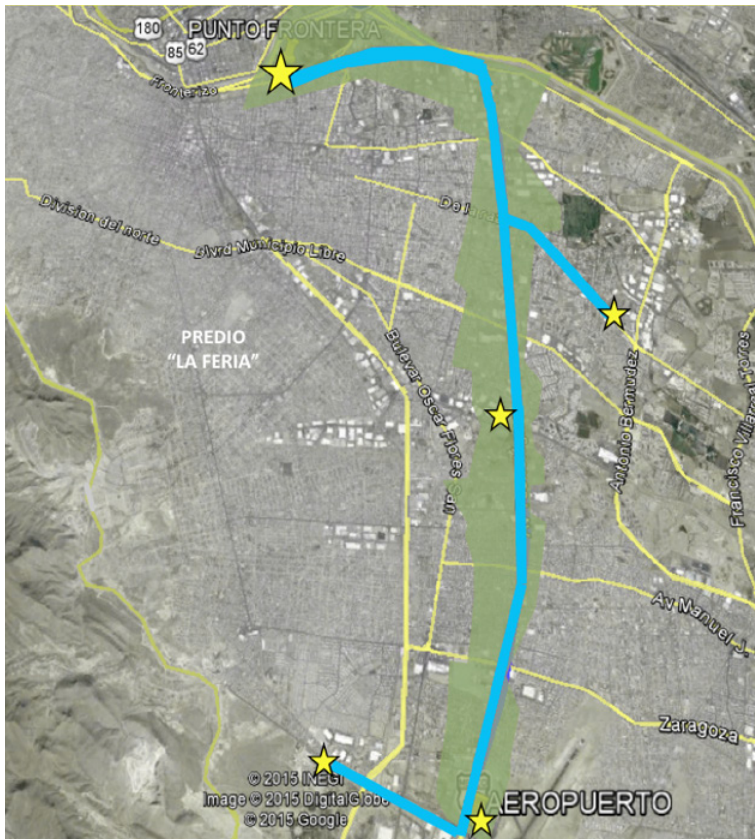 180
PUNTO FRONTERA
85
62
Fronterizo
Division del norte
Blvrd Municipio Libre
PREDIO
"LA FERIA"
Bulevar Oscar Flores
Antonio Bermudez
Francisco Villarreal Torres
Av Manuel J.
Zaragoza
© 2015 INEGI
Image © 2015 DigitalGlobe
© 2015 Google
AEROPUERTO